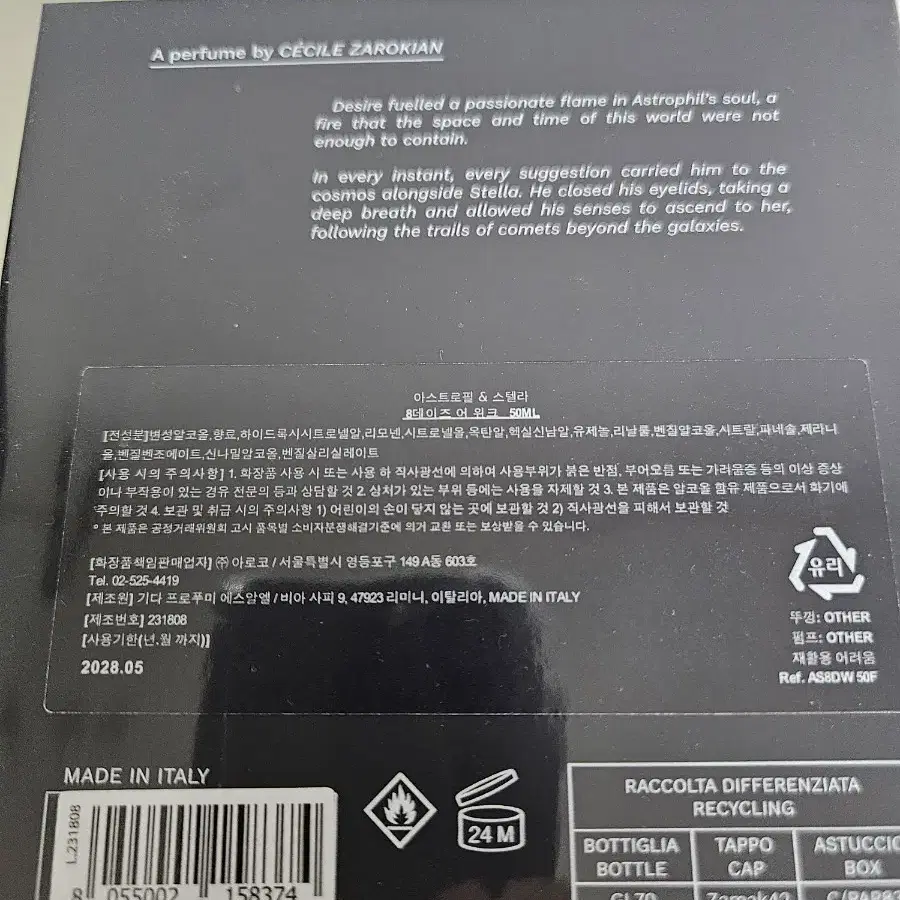 A perfume by CÉCILE ZAROKIAN
Desire fuelled a passionate flame in Astrophil's soul, a
fire that the space and time of this world were not
enough to contain.
In every instant, every suggestion carried him to the
cosmos alongside Stella. He closed his eyelids, taking a
deep breath and allowed his senses to ascend to her,
following the trails of comets beyond the galaxies.
아스트로필 & 스텔라
8데이즈 어 위크 50ML
[전성분]변성알코올,향료,하이드록시시트로넬알,리모넨,시트로넬올,옥탄알,헥실신남알,유제놀,리날룰,벤질알코올,시트랄,파네솔,제라니
올,벤질벤조에이트,신나밀알코올,벤질살리실레이트
[사용 시의 주의사항] 1. 화장품 사용 시 또는 사용 하 직사광선에 의하여 사용부위가 붉은 반점, 부어오름 또는 가려움증 등의 이상 증상
이나 부작용이 있는 경유 전문의 등과 상담할 것 2. 상처가 있는 부위 등에는 사용을 자제할 것 3. 본 제품은 알코올 함유 제품으로서 화기에
주의할 것 4. 보관 및 취급 시의 주의사항 1) 어린이의 손이 닿지 않는 곳에 보관할 것 2) 직사광선을 피해서 보관할 것
° 본 제품은 공정거래위원회 고시 품목별 소비자분쟁해결기준에 의거 교환 또는 보상받을 수 있습니다.
[화장품책임판매업자] ㈜ 아로코 / 서울특별시 영등포구 149 A동 603호
Tel. 02-525-4419
[제조원] 기다 프로푸미 에스알엘 / 비아 사피 9, 47923 리미니, 이탈리아, MADE IN ITALY
[제조번호] 231808
[사용기한(년.월 까지)]
2028.05
유리
뚜껑: OTHER
펌프: OTHER
재활용 어려움
Ref. AS8DW 50F
MADE IN ITALY
L.231808
8 055002 158374
24 M
RACCOLTA DIFFERENZIATA
RECYCLING
BOTTIGLIA TAPPO ASTUCCIO
BOTTLE CAP BOX